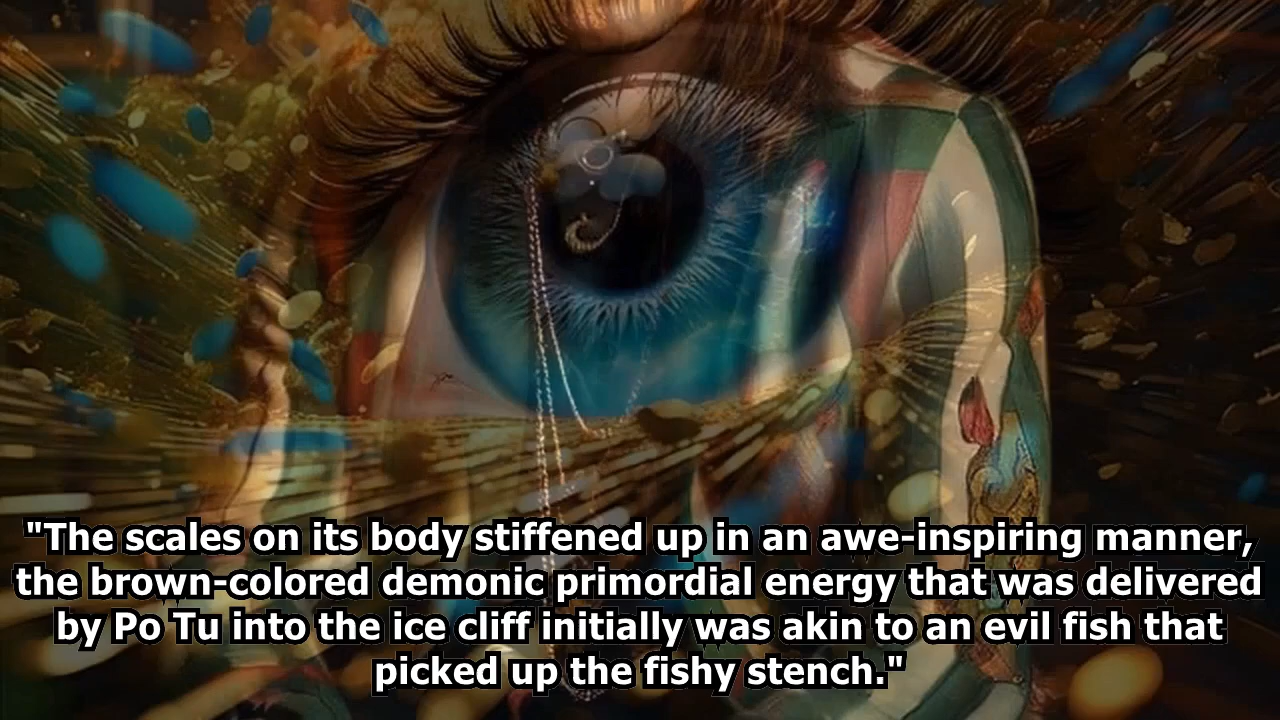 "The scales on its body stiffened up in an awe-inspiring manner,
the brown-colored demonic primordial energy that was delivered
by Po Tu into the ice cliff initially was akin to an evil fish that
picked up the fishy stench."